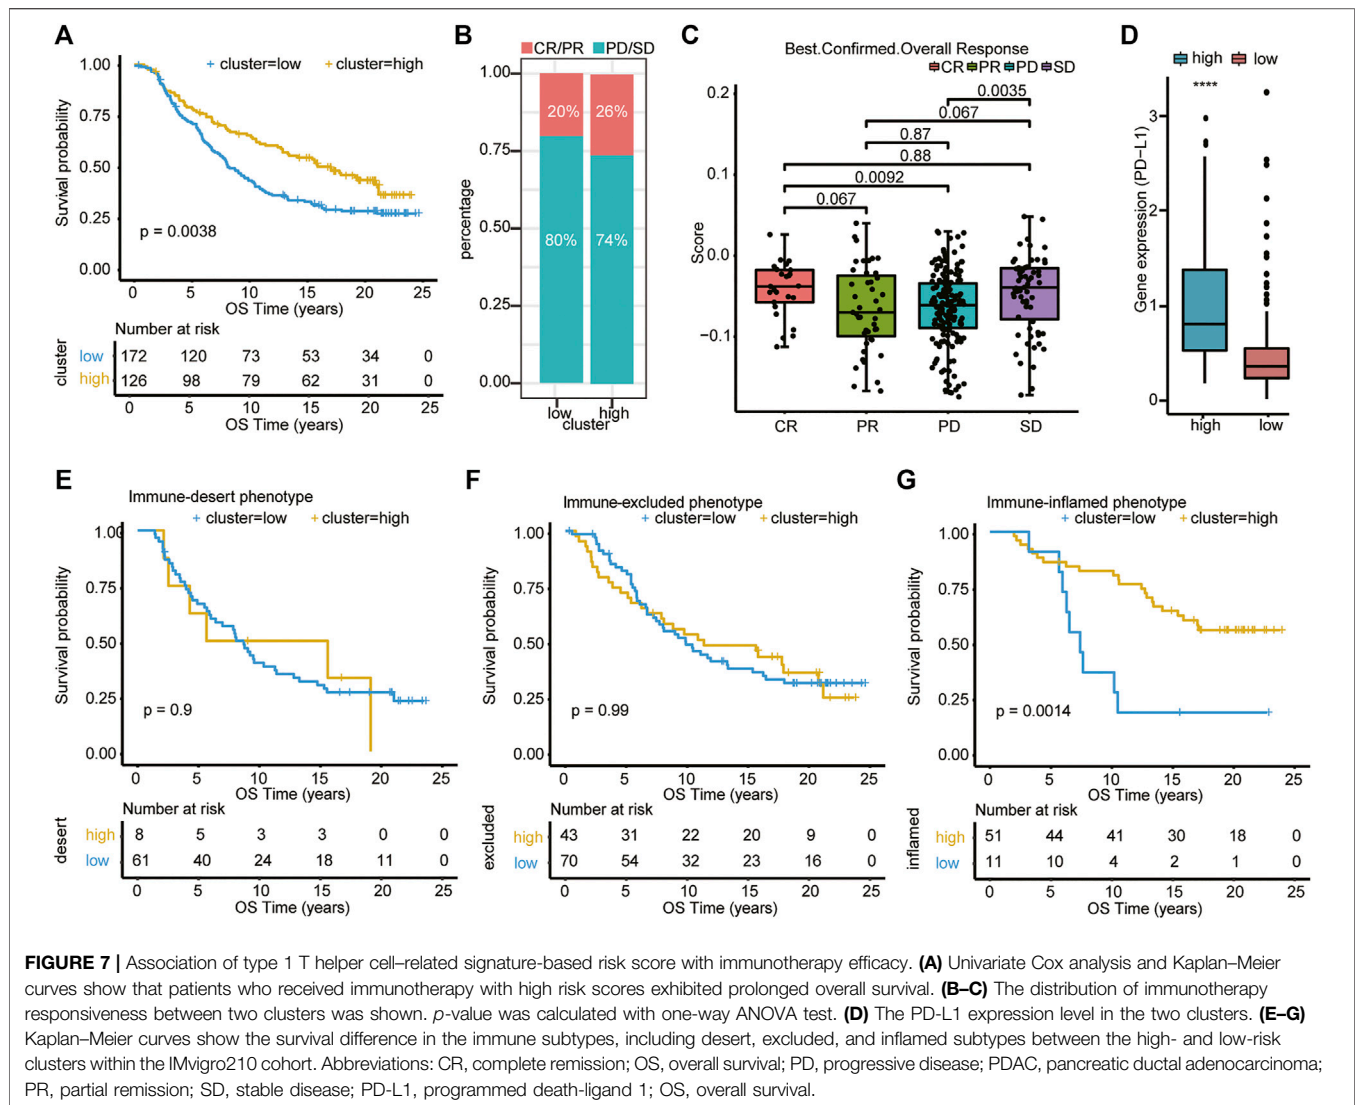 A
cluster=low cluster=high
1.00
0.75
0.50
0.25
0.00
Survival probability
p = 0.0038
0 5 10 15 20 25
OS Time (years)
Number at risk
cluster
low 172 120 73 53 34 0
high 126 98 79 62 31 0
0 5 10 15 20 25
OS Time (years)
B
CR/PR PD/SD
1.00
0.75
0.50
0.25
0.00
percentage
20% 26%
80% 74%
low high
cluster
C
Best.Confirmed.Overall Response
CR PR PD SD
0.2
0.1
0.0
−0.1
Score
0.0035
0.067
0.87
0.88
0.0092
0.067
CR PR PD SD
D
high low
****
3
2
1
0
Gene expression (PD−L1)
high low
E
Immune-desert phenotype
cluster=low cluster=high
1.00
0.75
0.50
0.25
0.00
Survival probability
p = 0.9
0 5 10 15 20 25
OS Time (years)
Number at risk
desert
high 8 5 3 3 0 0
low 61 40 24 18 11 0
0 5 10 15 20 25
OS Time (years)
F
Immune-excluded phenotype
cluster=low cluster=high
1.00
0.75
0.50
0.25
0.00
Survival probability
p = 0.99
0 5 10 15 20 25
OS Time (years)
Number at risk
excluded
high 43 31 22 20 9 0
low 70 54 32 23 16 0
0 5 10 15 20 25
OS Time (years)
G
Immune-inflamed phenotype
cluster=low cluster=high
1.00
0.75
0.50
0.25
0.00
Survival probability
p = 0.0014
0 5 10 15 20 25
OS Time (years)
Number at risk
inflamed
high 51 44 41 30 18 0
low 11 10 4 2 1 0
0 5 10 15 20 25
OS Time (years)
FIGURE 7 | Association of type 1 T helper cell–related signature-based risk score with immunotherapy efficacy. (A) Univariate Cox analysis and Kaplan–Meier
curves show that patients who received immunotherapy with high risk scores exhibited prolonged overall survival. (B–C) The distribution of immunotherapy
responsiveness between two clusters was shown. p-value was calculated with one-way ANOVA test. (D) The PD-L1 expression level in the two clusters. (E–G)
Kaplan–Meier curves show the survival difference in the immune subtypes, including desert, excluded, and inflamed subtypes between the high- and low-risk
clusters within the IMvigro210 cohort. Abbreviations: CR, complete remission; OS, overall survival; PD, progressive disease; PDAC, pancreatic ductal adenocarcinoma;
PR, partial remission; SD, stable disease; PD-L1, programmed death-ligand 1; OS, overall survival.